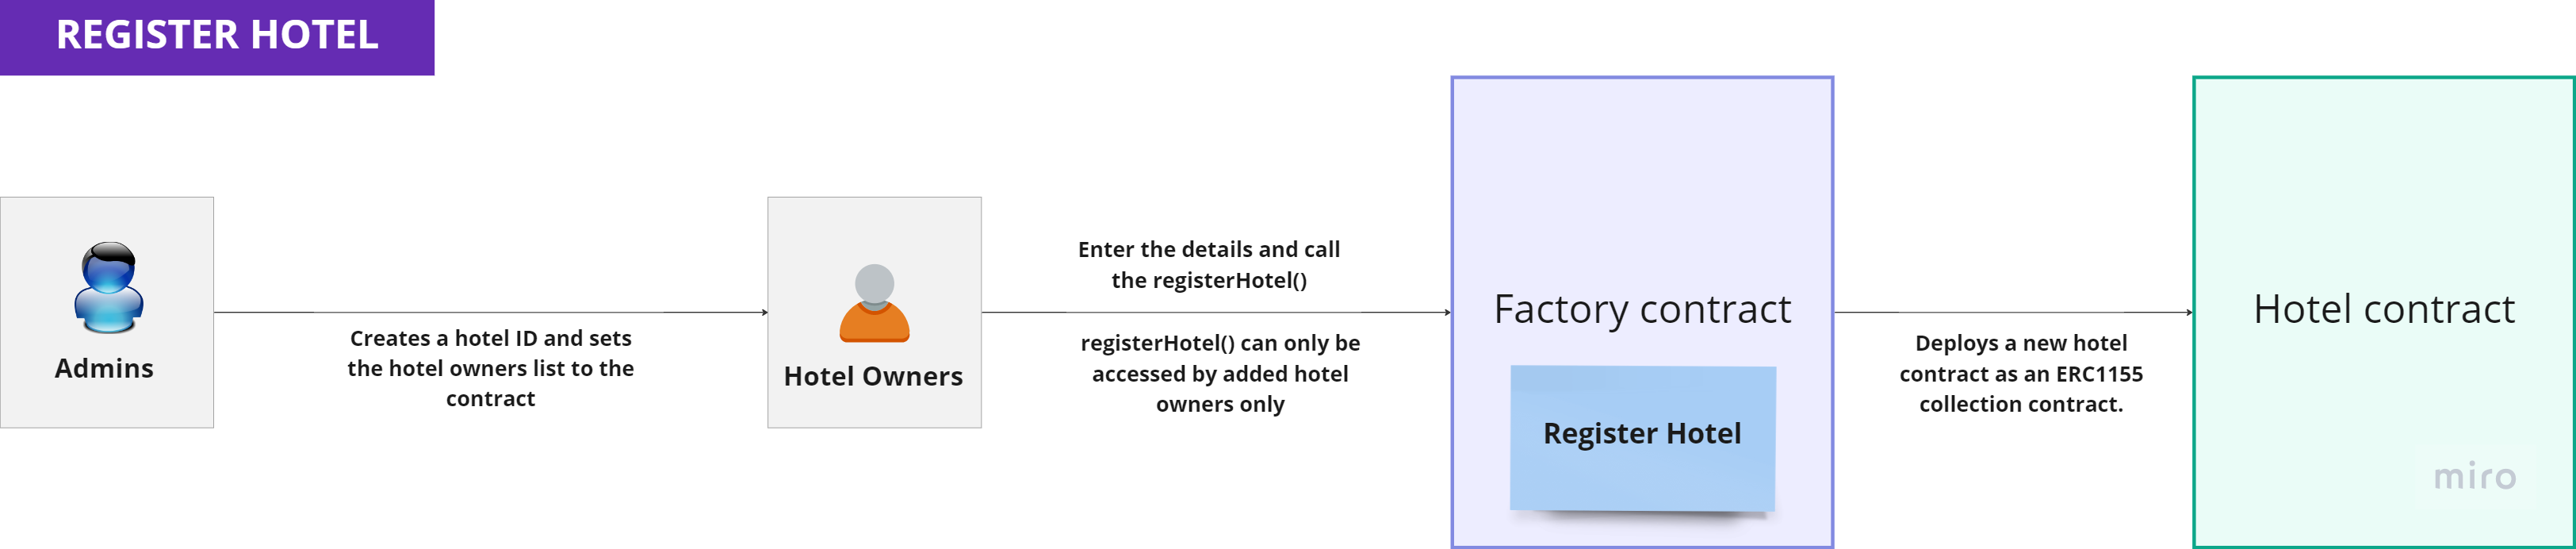 REGISTER HOTEL
Admins
Creates a hotel ID and sets
the hotel owners list to the
contract
Hotel Owners
Enter the details and call
the registerHotel()
registerHotel() can only be
accessed by added hotel
owners only
Factory contract
Register Hotel
Deploys a new hotel
contract as an ERC1155
collection contract.
Hotel contract
miro